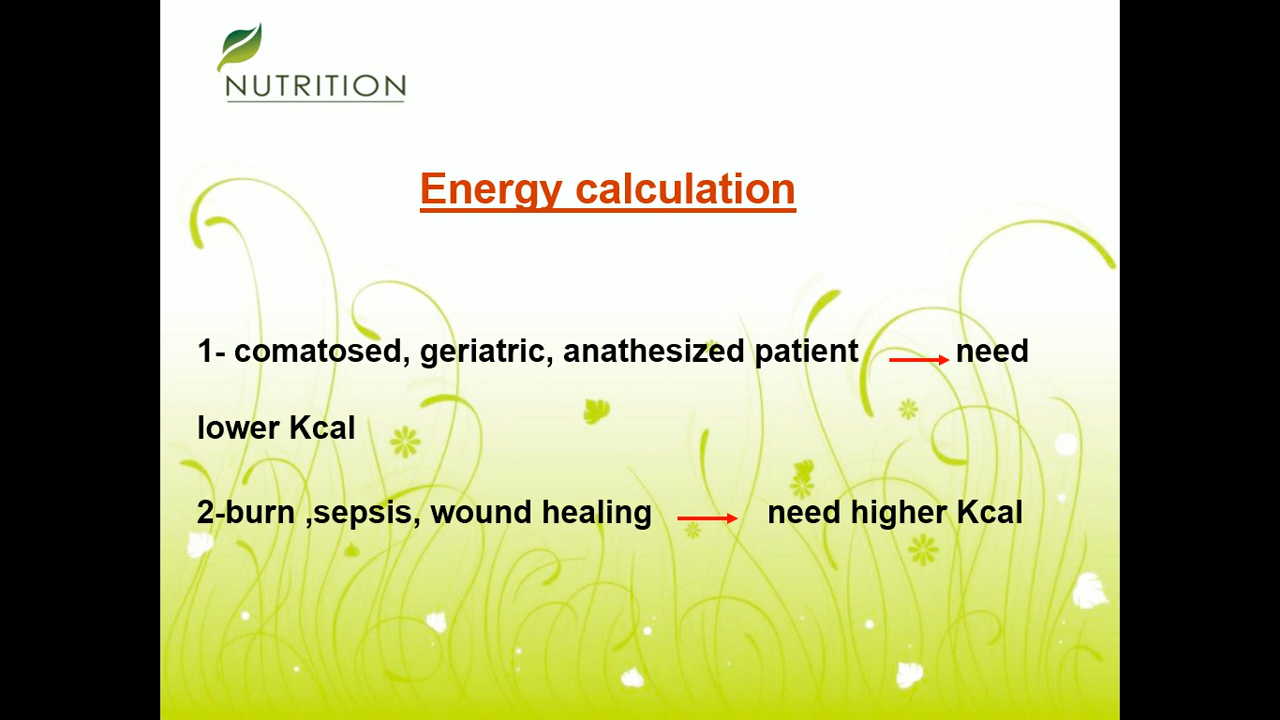 NUTRITION
Energy calculation
1- comatosed, geriatric, anathesized patient need
lower Kcal
2-burn ,sepsis, wound healing need higher Kcal